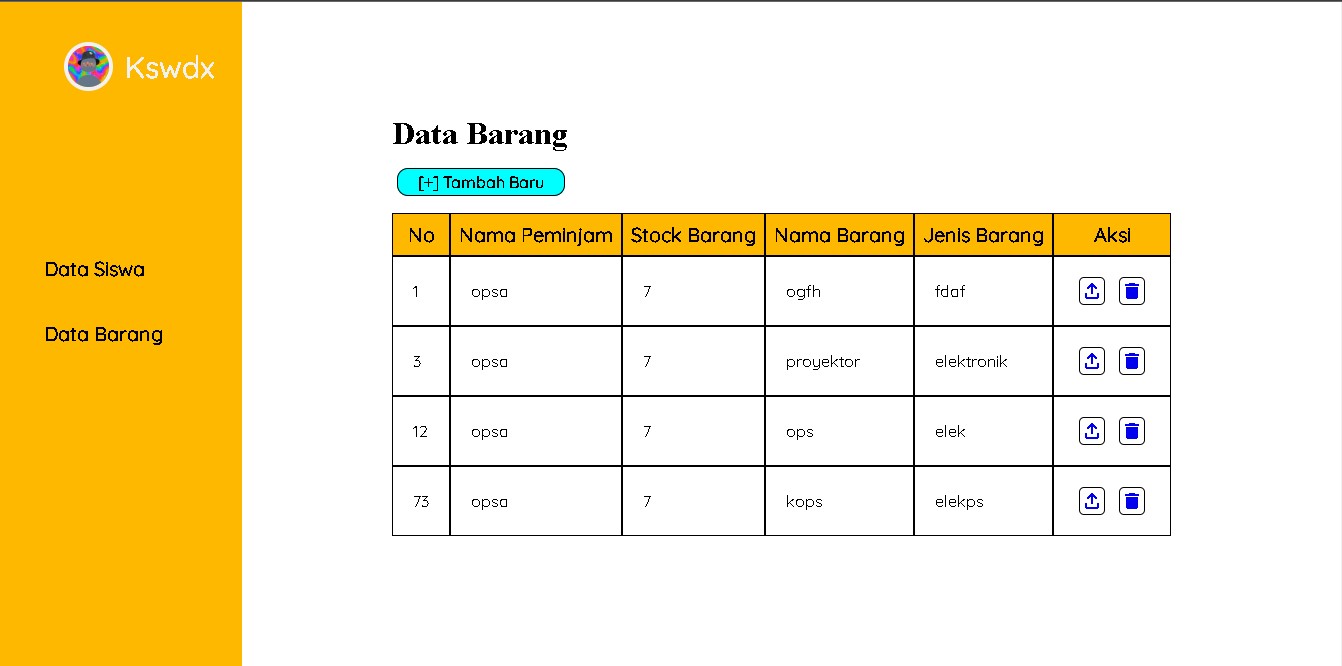 Kswdx
Data Siswa
Data Barang
Data Barang
[+] Tambah Baru
No Nama Peminjam Stock Barang Nama Barang Jenis Barang Aksi
1 opsa 7 ogfh fdaf
3 opsa 7 proyektor elektronik
12 opsa 7 ops elek
73 opsa 7 kops elekps